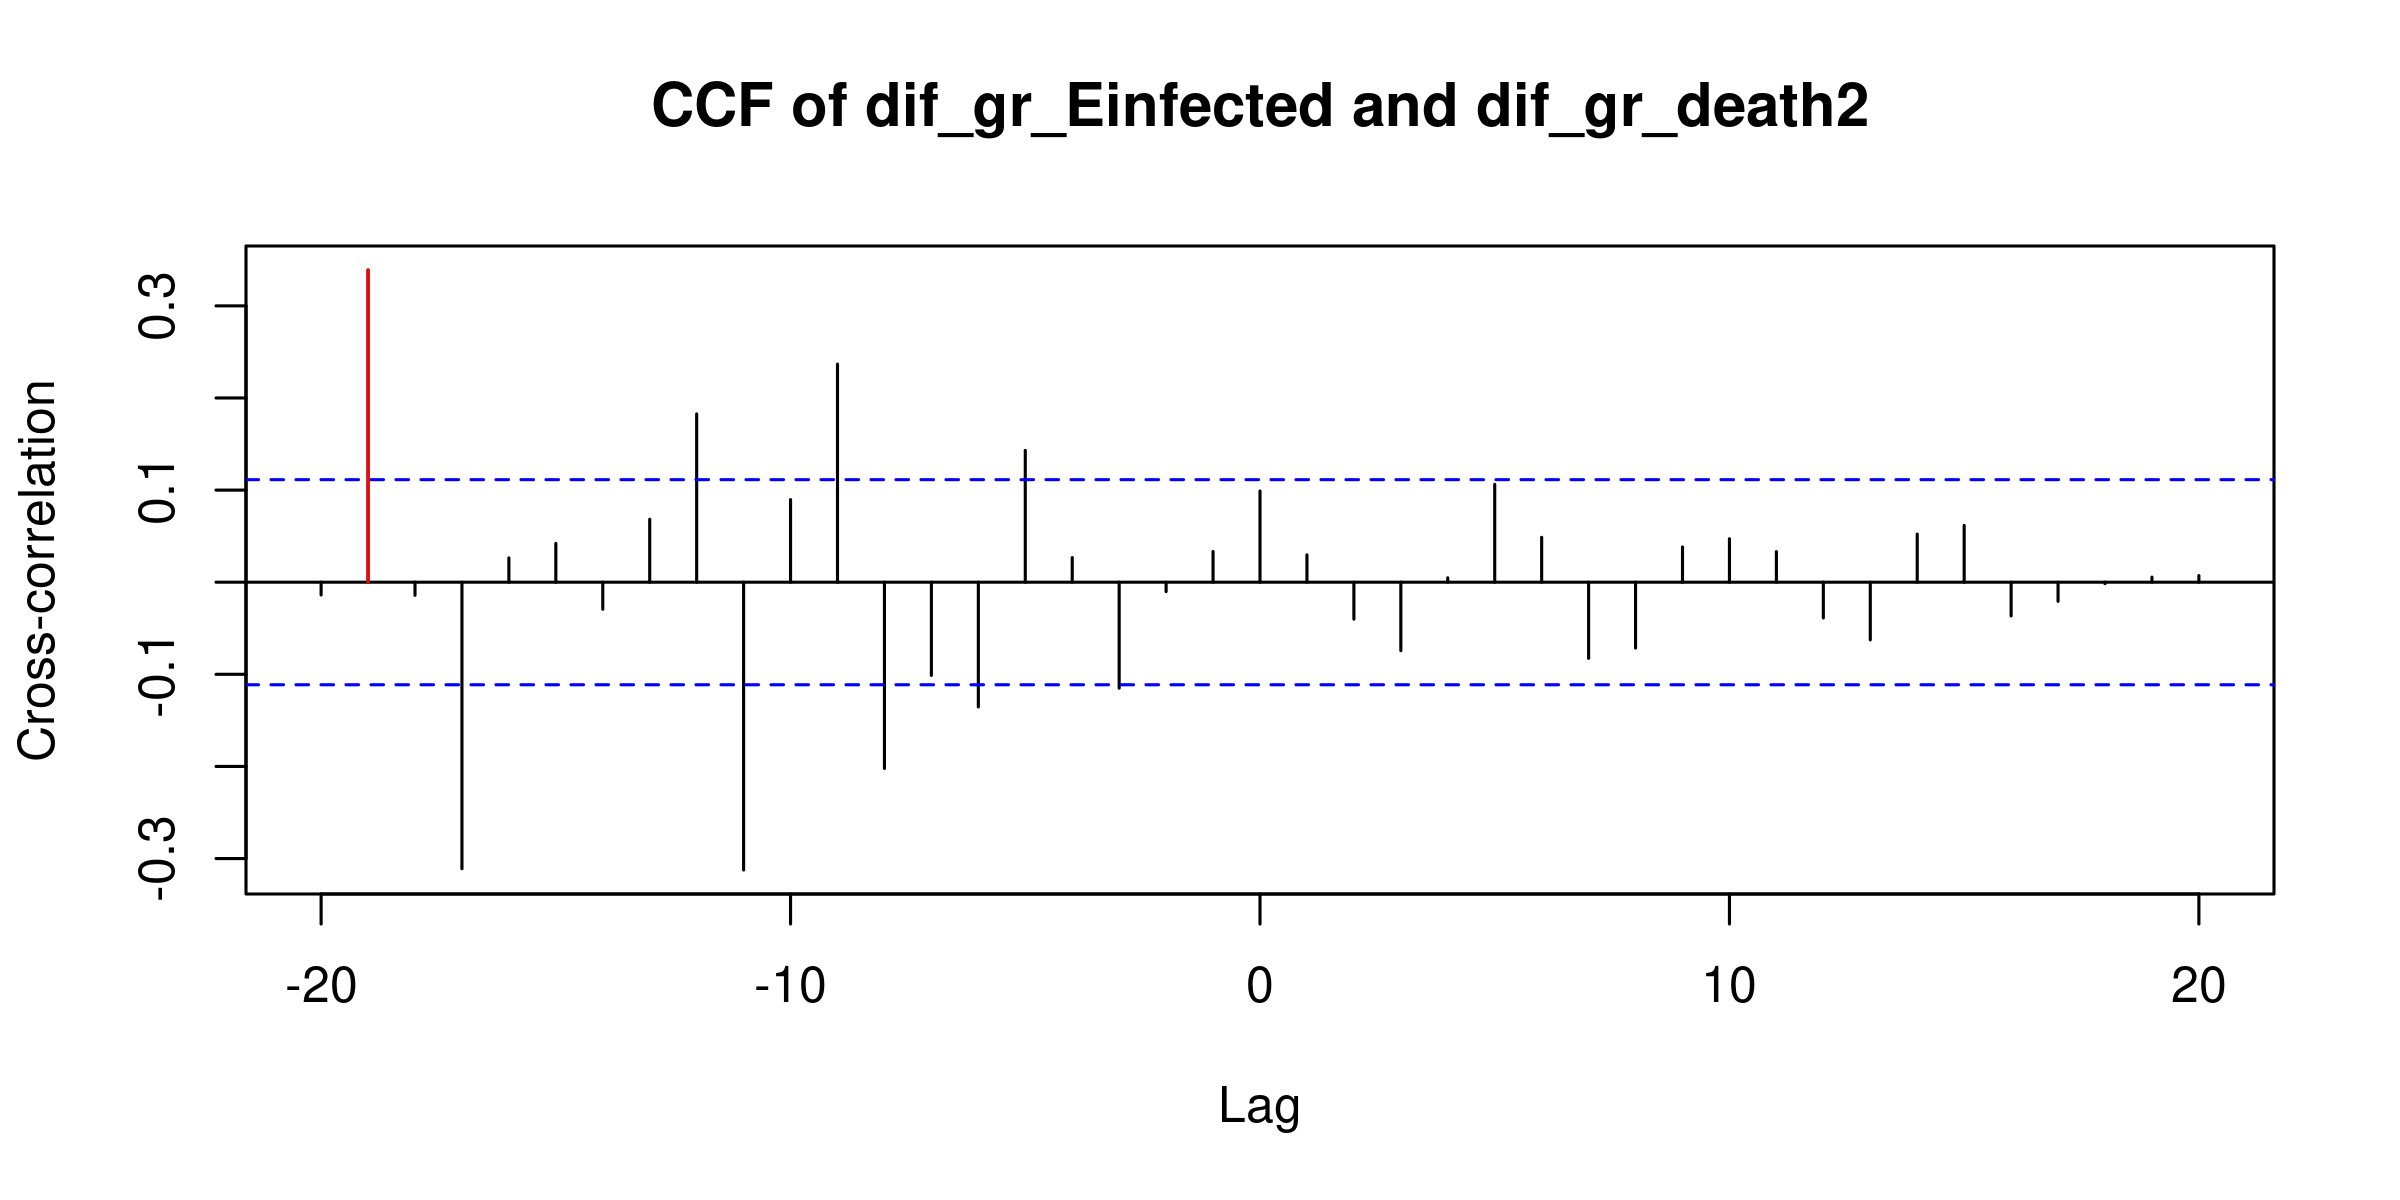 CCF of dif_gr_Einfected and dif_gr_death2
Cross-correlation
0.3
0.1
-0.1
-0.3
-20 -10 0 10 20
Lag